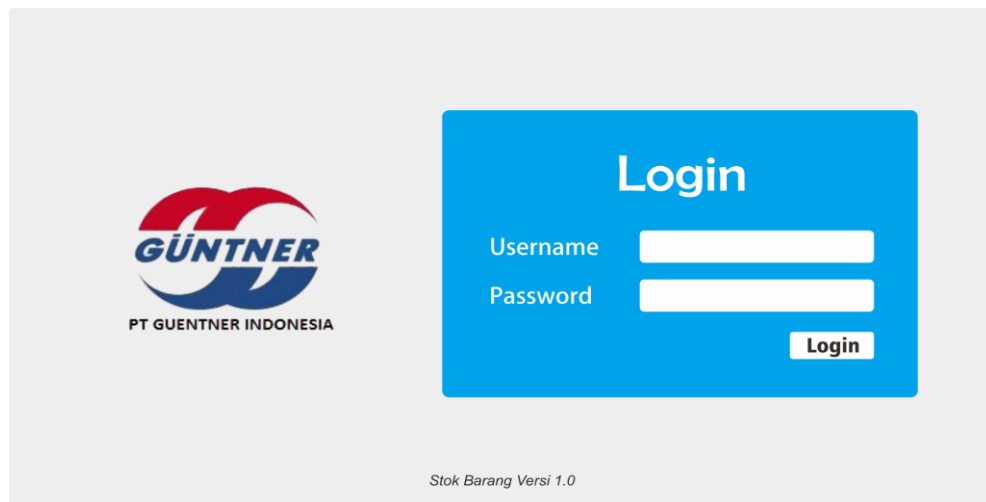 GÜNTNER
PT GUENTNER INDONESIA
Login
Username
Password
Login
Stok Barang Versi 1.0